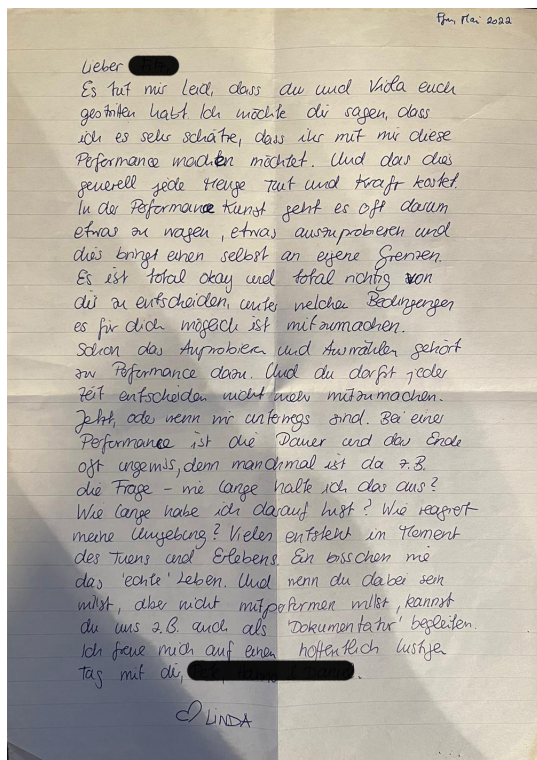 Ffm, Mai 2022
Lieber
Es tut mir Leid, dass du und Viola euch
gestritten habt. Ich möchte dir sagen, dass
ich es sehr schätze, dass ihr mit mir diese
Performance machen möchtet. Und das dies
generell jede Menge Mut und Kraft kostet.
In der Peformance Kunst geht es oft darum
etwas zu wagen, etwas auszuprobieren und
dies bringt einen selbst an eigene Grenzen.
Es ist total okay und total richtig von
dir zu entscheiden, unter welchen Bedingungen
es für dich möglich ist mitzumachen.
Schon das Auprobieren und Auswählen gehört
zur Peformance dazu. Und du darfst jeder
Zeit entscheiden nicht mehr mitzumachen.
Jetzt, oder wenn wir unterwegs sind. Bei einer
Performance ist die Dauer und das Ende
oft ungewiss, denn manchmal ist da z.B.
die Frage – wie lange halte ich das aus?
Wie lange habe ich darauf lust? Wie reagiert
meine Umgebung? Vieles entsteht im Moment
des Tuens und Erlebens. Ein bisschen wie
das 'echte' Leben. Und wenn du dabei sein
willst, aber nicht mitperformen willst, kannst
du uns z.B. auch als 'Dokumentatur' begleiten.
Ich freue mich auf einen hoffentlich lustigen
Tag mit dir,
♡ LINDA